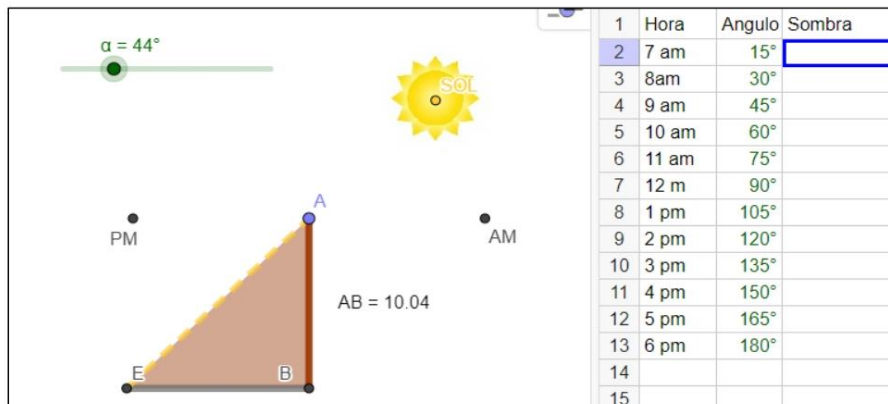 α = 44°
SOL
A
PM
AM
AB = 10.04
E
B
1 Hora Angulo Sombra
2 7 am 15°
3 8am 30°
4 9 am 45°
5 10 am 60°
6 11 am 75°
7 12 m 90°
8 1 pm 105°
9 2 pm 120°
10 3 pm 135°
11 4 pm 150°
12 5 pm 165°
13 6 pm 180°
14
15